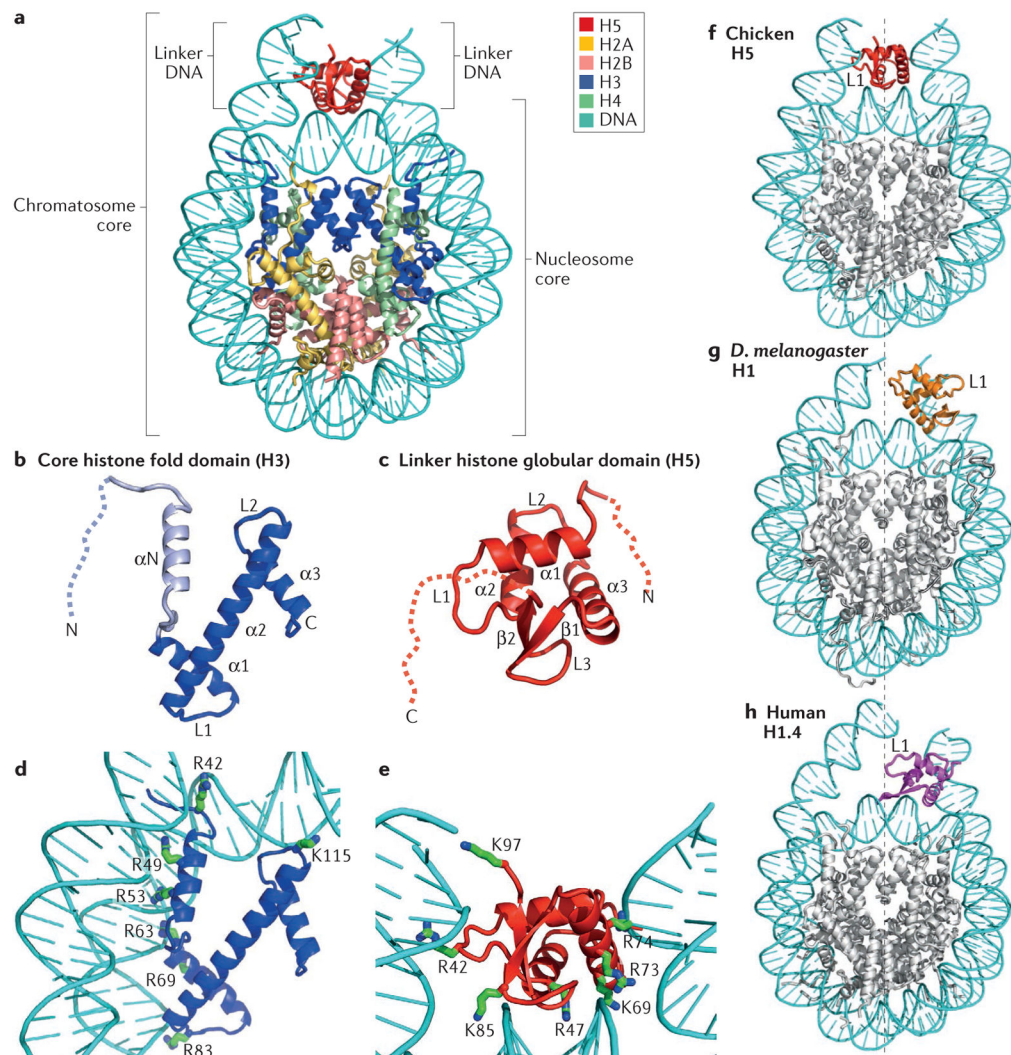 a
Linker
DNA
Linker
DNA
H5
H2A
H2B
H3
H4
DNA
Chromatosome
core
Nucleosome
core
b Core histone fold domain (H3)
αN
N
L2
α3
C
α2
α1
L1
c Linker histone globular domain (H5)
L2
α1
L1
α2
α3
N
β2
β1
L3
C
d
R42
R49
K115
R53
R63
R69
R83
e
K97
R42
R74
R73
K85
R47
K69
f Chicken
H5
L1
g D. melanogaster
H1
L1
h Human
H1.4
L1